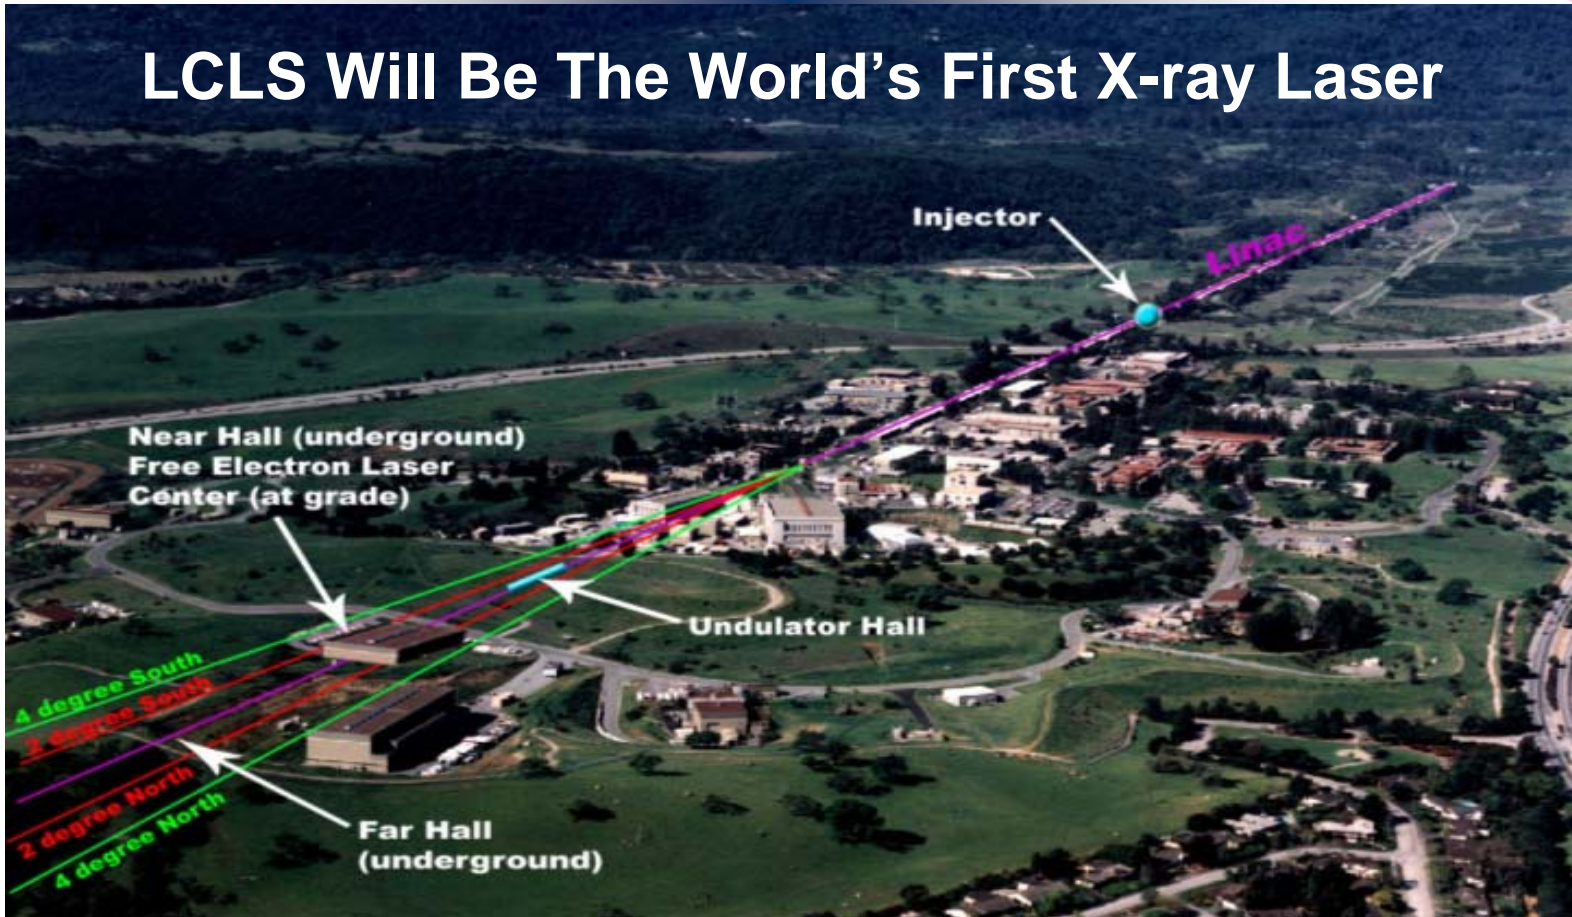 LCLS Will Be The World's First X-ray Laser
Injector
Linac
Near Hall (underground)
Free Electron Laser
Center (at grade)
Undulator Hall
4 degree South
2 degree South
2 degree North
4 degree North
Far Hall
(underground)